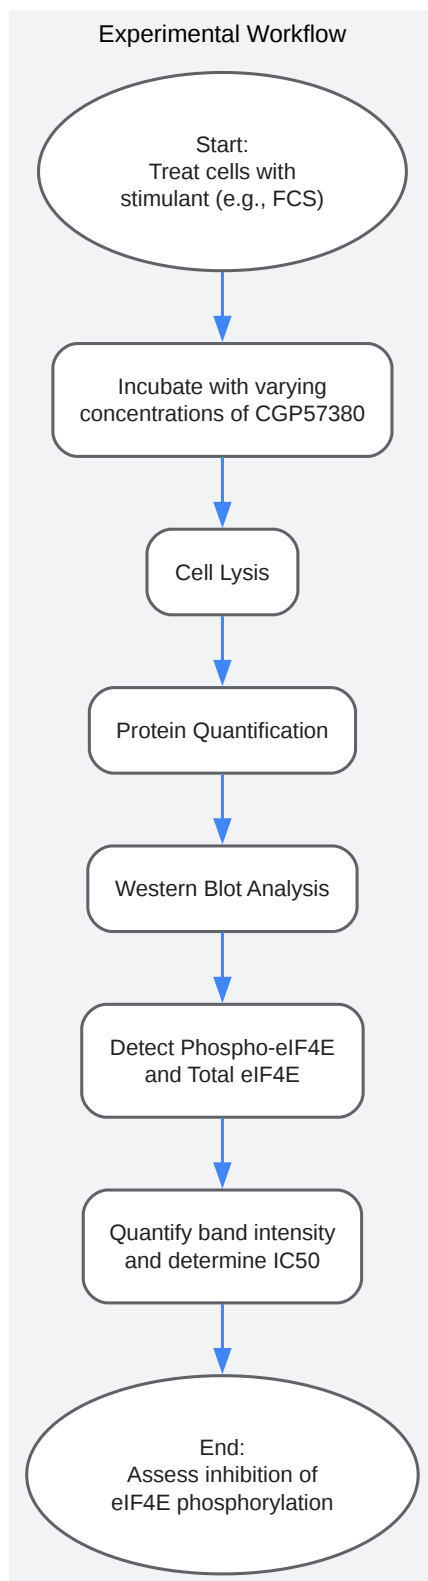 Experimental Workflow
Start:
Treat cells with
stimulant (e.g., FCS)
Incubate with varying
concentrations of CGP57380
Cell Lysis
Protein Quantification
Western Blot Analysis
Detect Phospho-eIF4E
and Total eIF4E
Quantify band intensity
and determine IC50
End:
Assess inhibition of
eIF4E phosphorylation